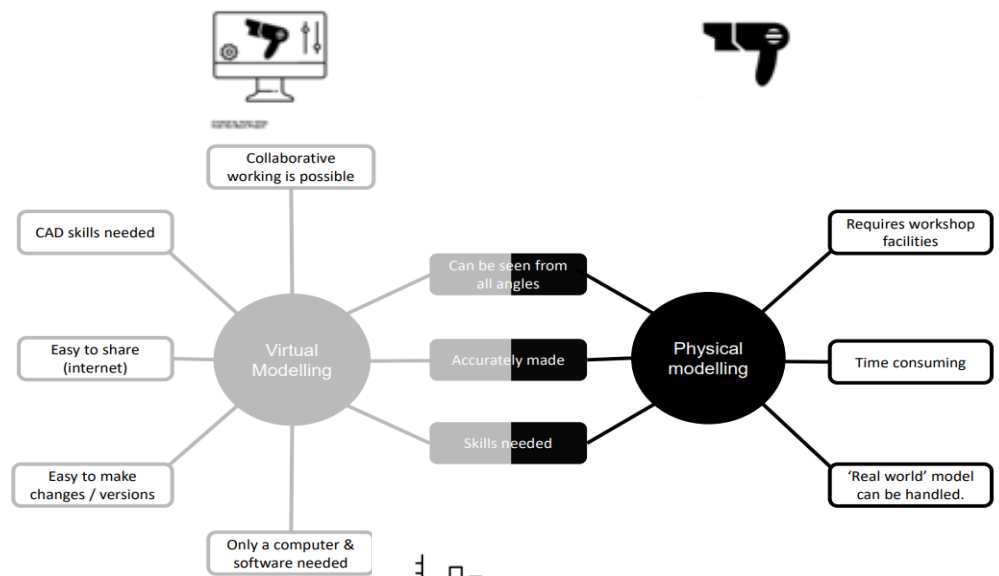 Collaborative
working is possible
CAD skills needed
Requires workshop
facilities
Can be seen from
all angles
Easy to share
(internet)
Virtual
Modelling
Accurately made
Physical
modelling
Time consuming
Skills needed
Easy to make
changes / versions
‘Real world’ model
can be handled.
Only a computer &
software needed